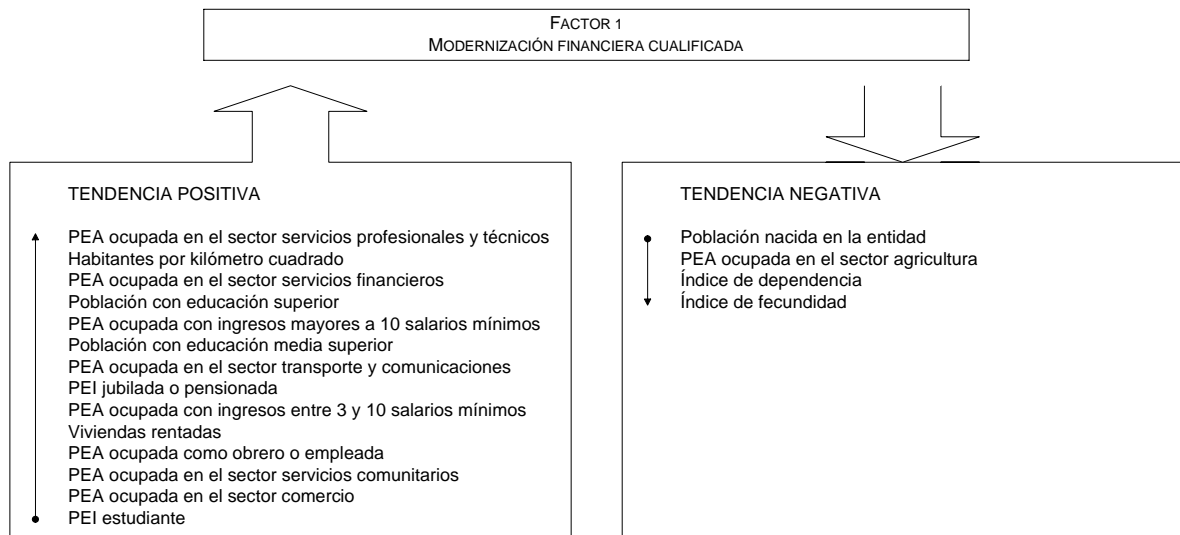 FACTOR 1
MODERNIZACIÓN FINANCIERA CUALIFICADA
TENDENCIA POSITIVA
PEA ocupada en el sector servicios profesionales y técnicos
Habitantes por kilómetro cuadrado
PEA ocupada en el sector servicios financieros
Población con educación superior
PEA ocupada con ingresos mayores a 10 salarios mínimos
Población con educación media superior
PEA ocupada en el sector transporte y comunicaciones
PEI jubilada o pensionada
PEA ocupada con ingresos entre 3 y 10 salarios mínimos
Viviendas rentadas
PEA ocupada como obrero o empleada
PEA ocupada en el sector servicios comunitarios
PEA ocupada en el sector comercio
PEI estudiante
TENDENCIA NEGATIVA
Población nacida en la entidad
PEA ocupada en el sector agricultura
Índice de dependencia
Índice de fecundidad